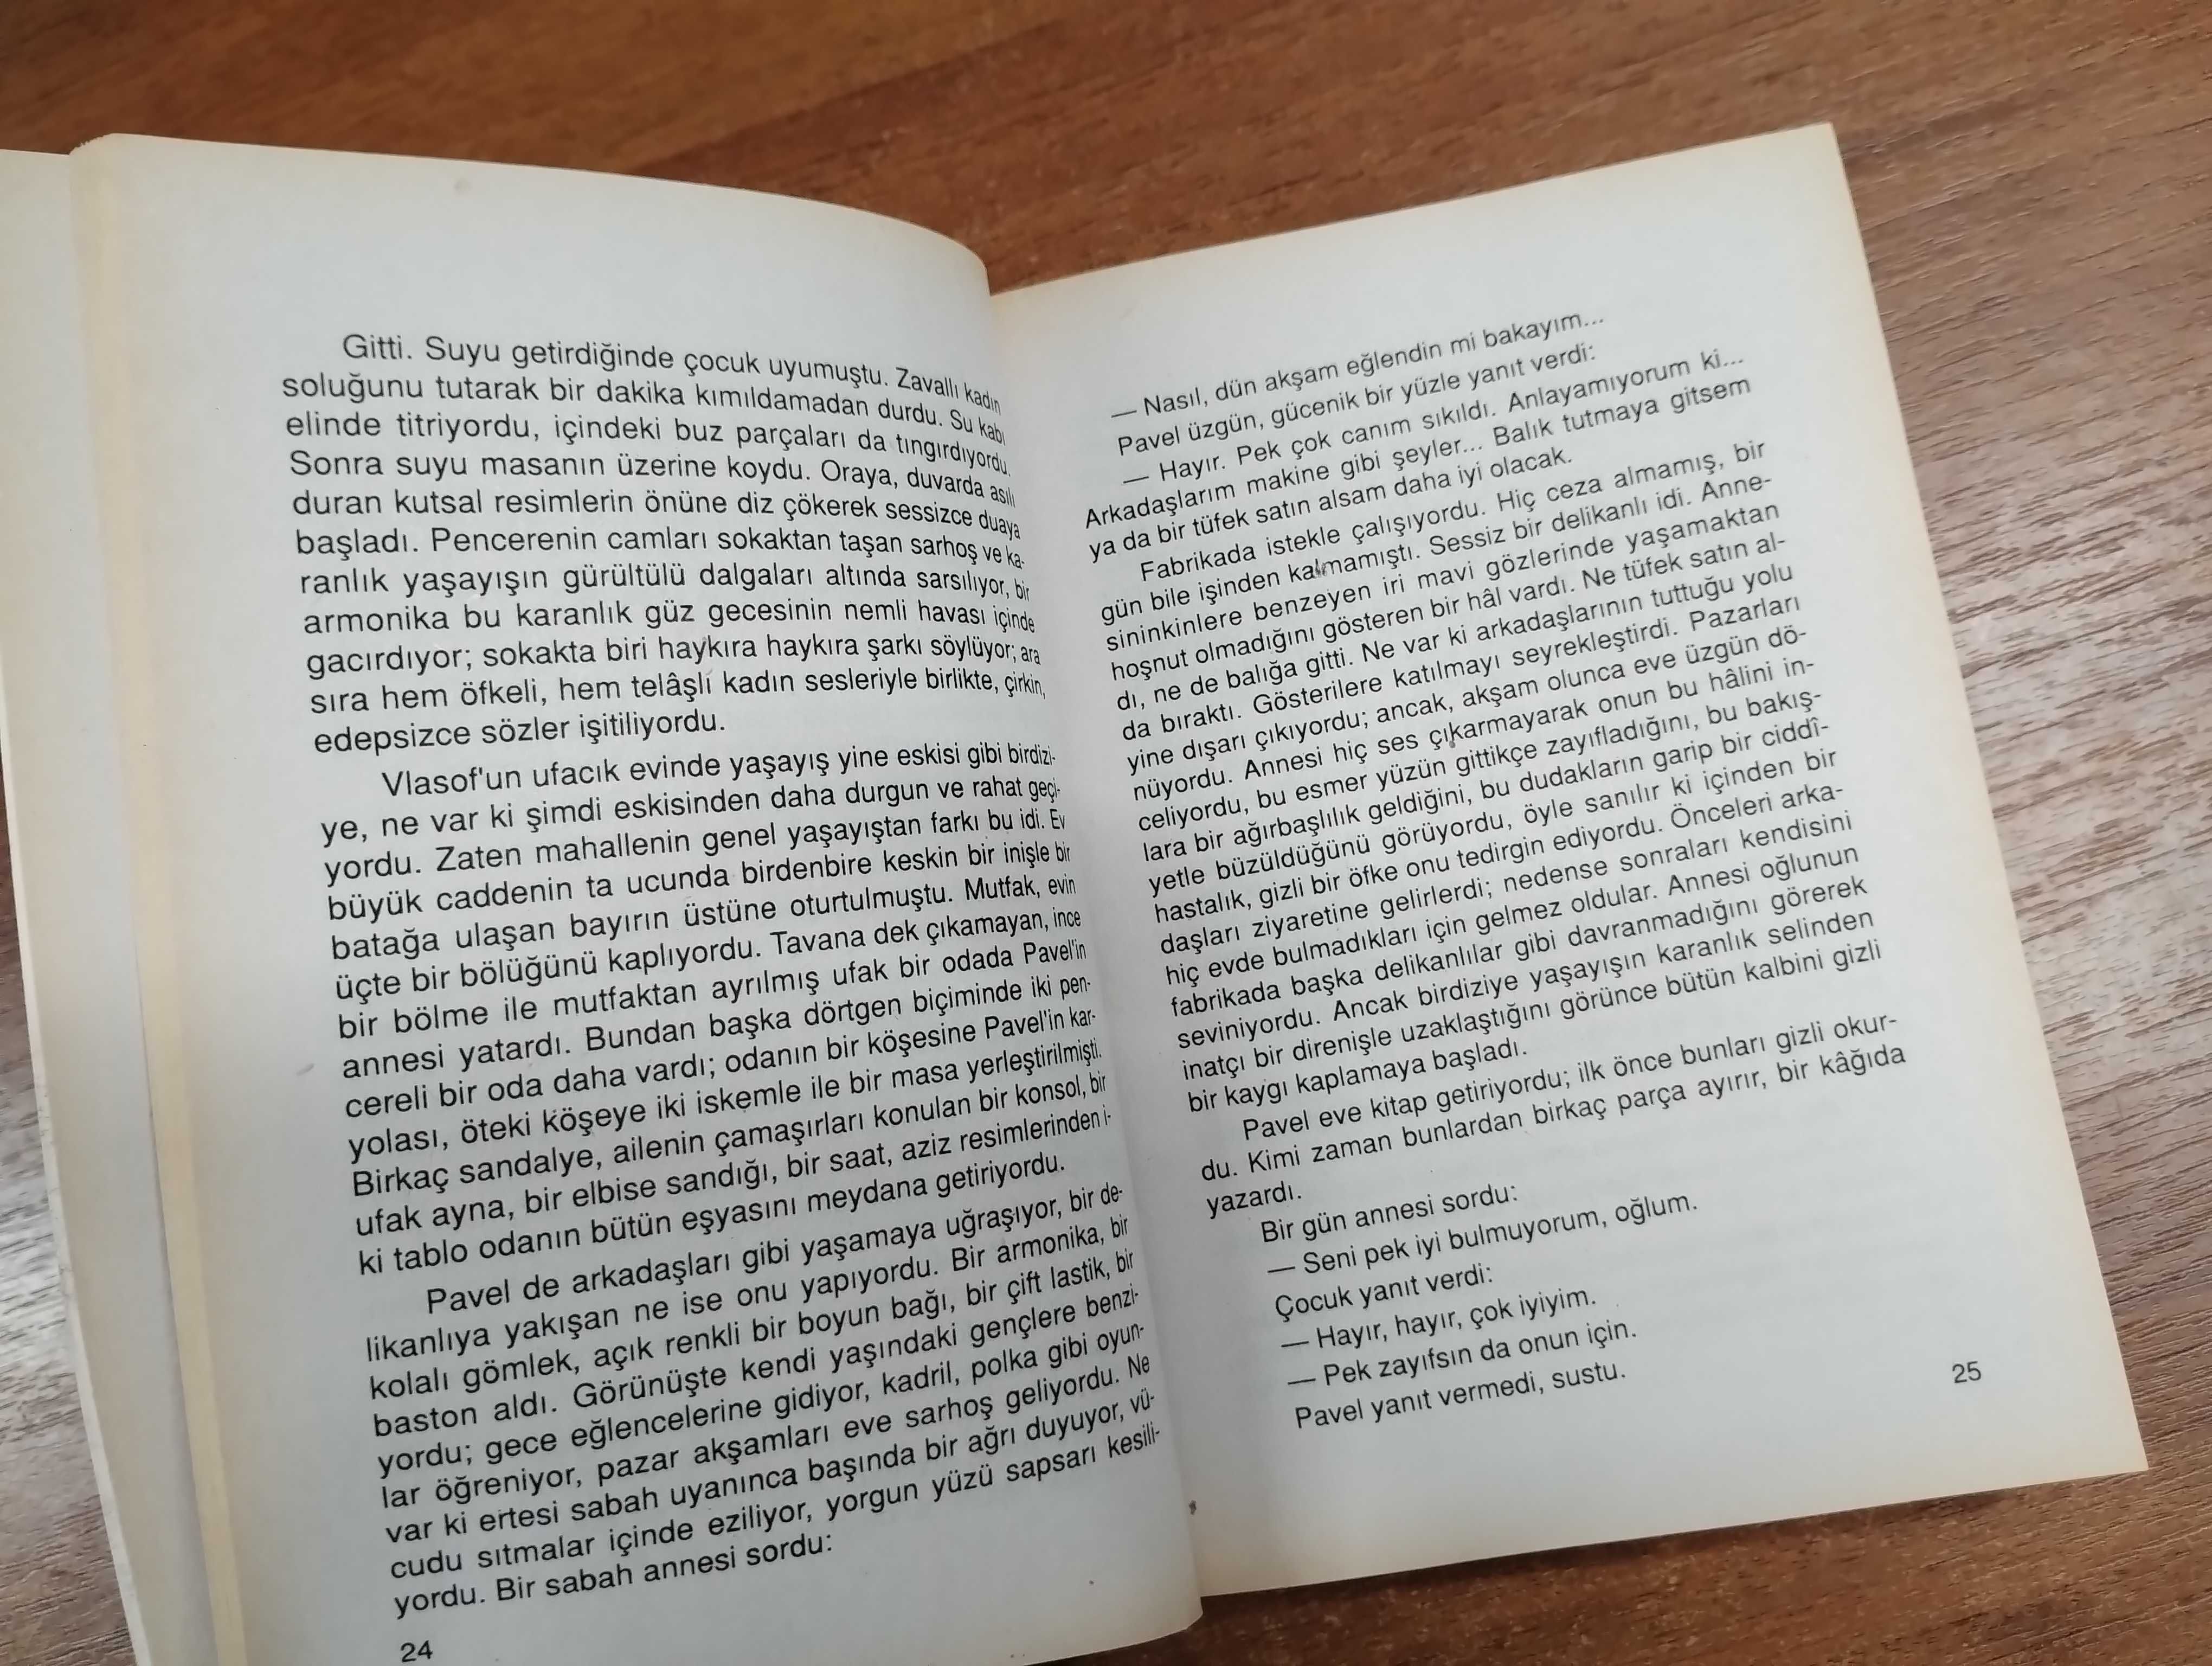 Gitti. Suyu getirdiğinde çocuk uyumuştu. Zavallı kadın
soluğunu tutarak bir dakika kımıldamadan durdu. Su kabı
elinde titriyordu, içindeki buz parçaları da tıngırdıyordu.
Sonra suyu masanın üzerine koydu. Oraya, duvarda asılı
duran kutsal resimlerin önüne diz çökerek sessizce duaya
başladı. Pencerenin camları sokaktan taşan sarhoş ve ka-
ranlık yaşayışın gürültülü dalgaları altında sarsılıyor, bir
armonika bu karanlık güz gecesinin nemli havası içinde
gacırdıyor; sokakta biri haykıra haykıra şarkı söylüyor; ara
sıra hem öfkeli, hem telâşlı kadın sesleriyle birlikte, çirkin,
edepsizce sözler işitiliyordu.
Vlasof'un ufacık evinde yaşayış yine eskisi gibi birdizi-
ye, ne var ki şimdi eskisinden daha durgun ve rahat geçi-
yordu. Zaten mahallenin genel yaşayıştan farkı bu idi. Ev
büyük caddenin ta ucunda birdenbire keskin bir inişle bir
batağa ulaşan bayırın üstüne oturtulmuştu. Mutfak, evin
üçte bir bölüğünü kaplıyordu. Tavana dek çıkamayan, ince
bir bölme ile mutfaktan ayrılmış ufak bir odada Pavel'in
annesi yatardı. Bundan başka dörtgen biçiminde iki pen-
cereli bir oda daha vardı; odanın bir köşesine Pavel'in kar-
yolası, öteki köşeye iki iskemle ile bir masa yerleştirilmişti.
Birkaç sandalye, ailenin çamaşırları konulan bir konsol, bir
ufak ayna, bir elbise sandığı, bir saat, aziz resimlerinden i-
ki tablo odanın bütün eşyasını meydana getiriyordu.
Pavel de arkadaşları gibi yaşamaya uğraşıyor, bir de-
likanlıya yakışan ne ise onu yapıyordu. Bir armonika, bir
kolalı gömlek, açık renkli bir boyun bağı, bir çift lastik, bir
baston aldı. Görünüşte kendi yaşındaki gençlere benzi-
yordu; gece eğlencelerine gidiyor, kadril, polka gibi oyun-
lar öğreniyor, pazar akşamları eve sarhoş geliyordu. Ne
var ki ertesi sabah uyanınca başında bir ağrı duyuyor, vü-
cudu sıtmalar içinde eziliyor, yorgun yüzü sapsarı kesili-
yordu. Bir sabah annesi sordu:
24
— Nasıl, dün akşam eğlendin mi bakayım...
Pavel üzgün, gücenik bir yüzle yanıt verdi:
— Hayır. Pek çok canım sıkıldı. Anlayamıyorum ki...
Arkadaşlarım makine gibi şeyler... Balık tutmaya gitsem
ya da bir tüfek satın alsam daha iyi olacak.
Fabrikada istekle çalışıyordu. Hiç ceza almamış, bir
gün bile işinden kalmamıştı. Sessiz bir delikanlı idi. Anne-
sininkinlere benzeyen iri mavi gözlerinde yaşamaktan
hoşnut olmadığını gösteren bir hâl vardı. Ne tüfek satın al-
dı, ne de balığa gitti. Ne var ki arkadaşlarının tuttuğu yolu
da bıraktı. Gösterilere katılmayı seyrekleştirdi. Pazarları
yine dışarı çıkıyordu; ancak, akşam olunca eve üzgün dö-
nüyordu. Annesi hiç ses çıkarmayarak onun bu hâlini in-
celiyordu, bu esmer yüzün gittikçe zayıfladığını, bu bakış-
lara bir ağırbaşlılık geldiğini, bu dudakların garip bir ciddî-
yetle büzüldüğünü görüyordu, öyle sanılır ki içinden bir
hastalık, gizli bir öfke onu tedirgin ediyordu. Önceleri arka-
daşları ziyaretine gelirlerdi; nedense sonraları kendisini
hiç evde bulmadıkları için gelmez oldular. Annesi oğlunun
fabrikada başka delikanlılar gibi davranmadığını görerek
seviniyordu. Ancak birdiziye yaşayışın karanlık selinden
inatçı bir direnişle uzaklaştığını görünce bütün kalbini gizli
bir kaygı kaplamaya başladı.
Pavel eve kitap getiriyordu; ilk önce bunları gizli okur-
du. Kimi zaman bunlardan birkaç parça ayırır, bir kâğıda
yazardı.
Bir gün annesi sordu:
— Seni pek iyi bulmuyorum, oğlum.
Çocuk yanıt verdi:
— Hayır, hayır, çok iyiyim.
— Pek zayıfsın da onun için.
Pavel yanıt vermedi, sustu.
25